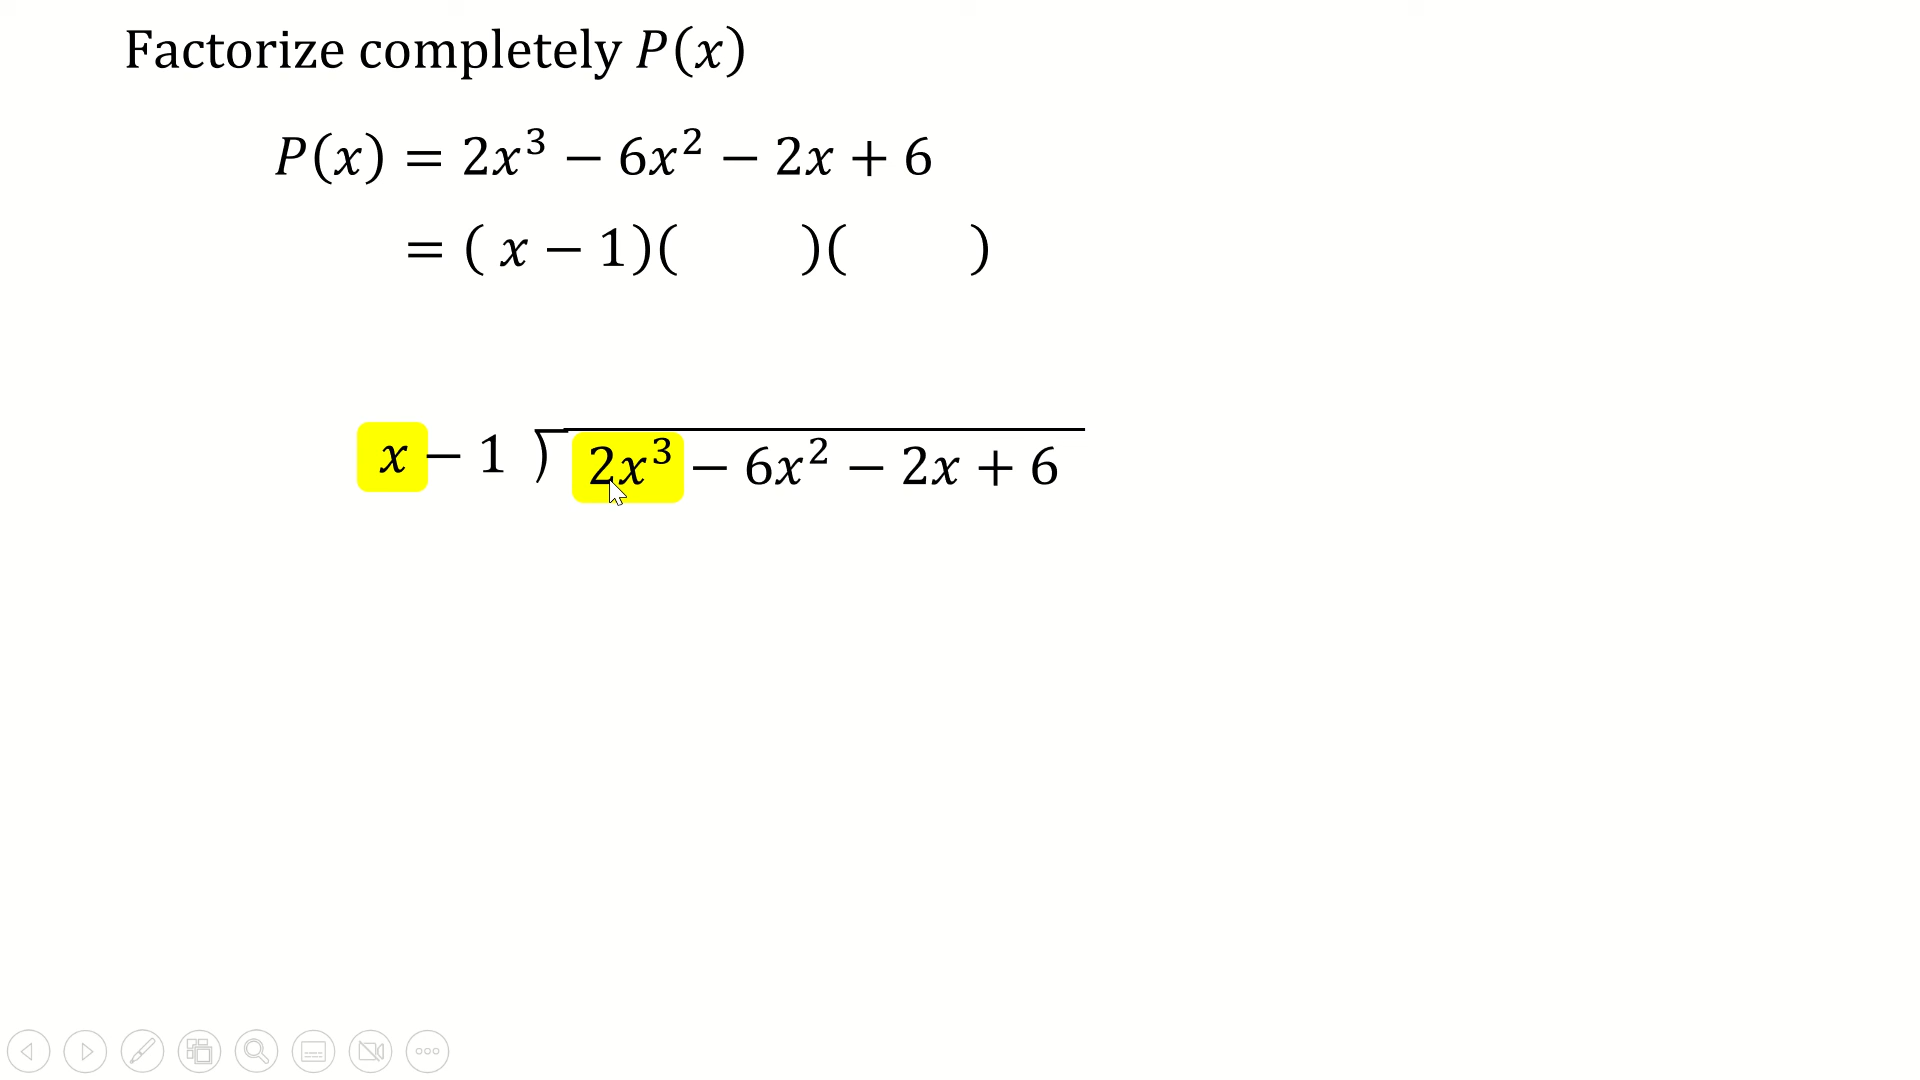 Factorize completely P(x)
P(x) = 2x³ − 6x² − 2x + 6
= ( x − 1)(      )(      )
x − 1 ) 2x³ − 6x² − 2x + 6